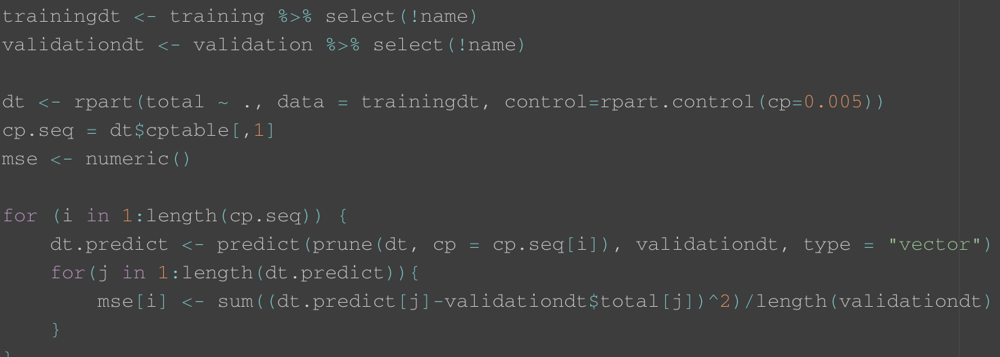 trainingdt <- training %>% select(!name)
validationdt <- validation %>% select(!name)
dt <- rpart(total ~ ., data = trainingdt, control=rpart.control(cp=0.005))
cp.seq = dt$cptable[,1]
mse <- numeric()
for (i in 1:length(cp.seq)) {
    dt.predict <- predict(prune(dt, cp = cp.seq[i]), validationdt, type = "vector")
    for(j in 1:length(dt.predict)){
        mse[i] <- sum((dt.predict[j]-validationdt$total[j])^2)/length(validationdt)
    }
}